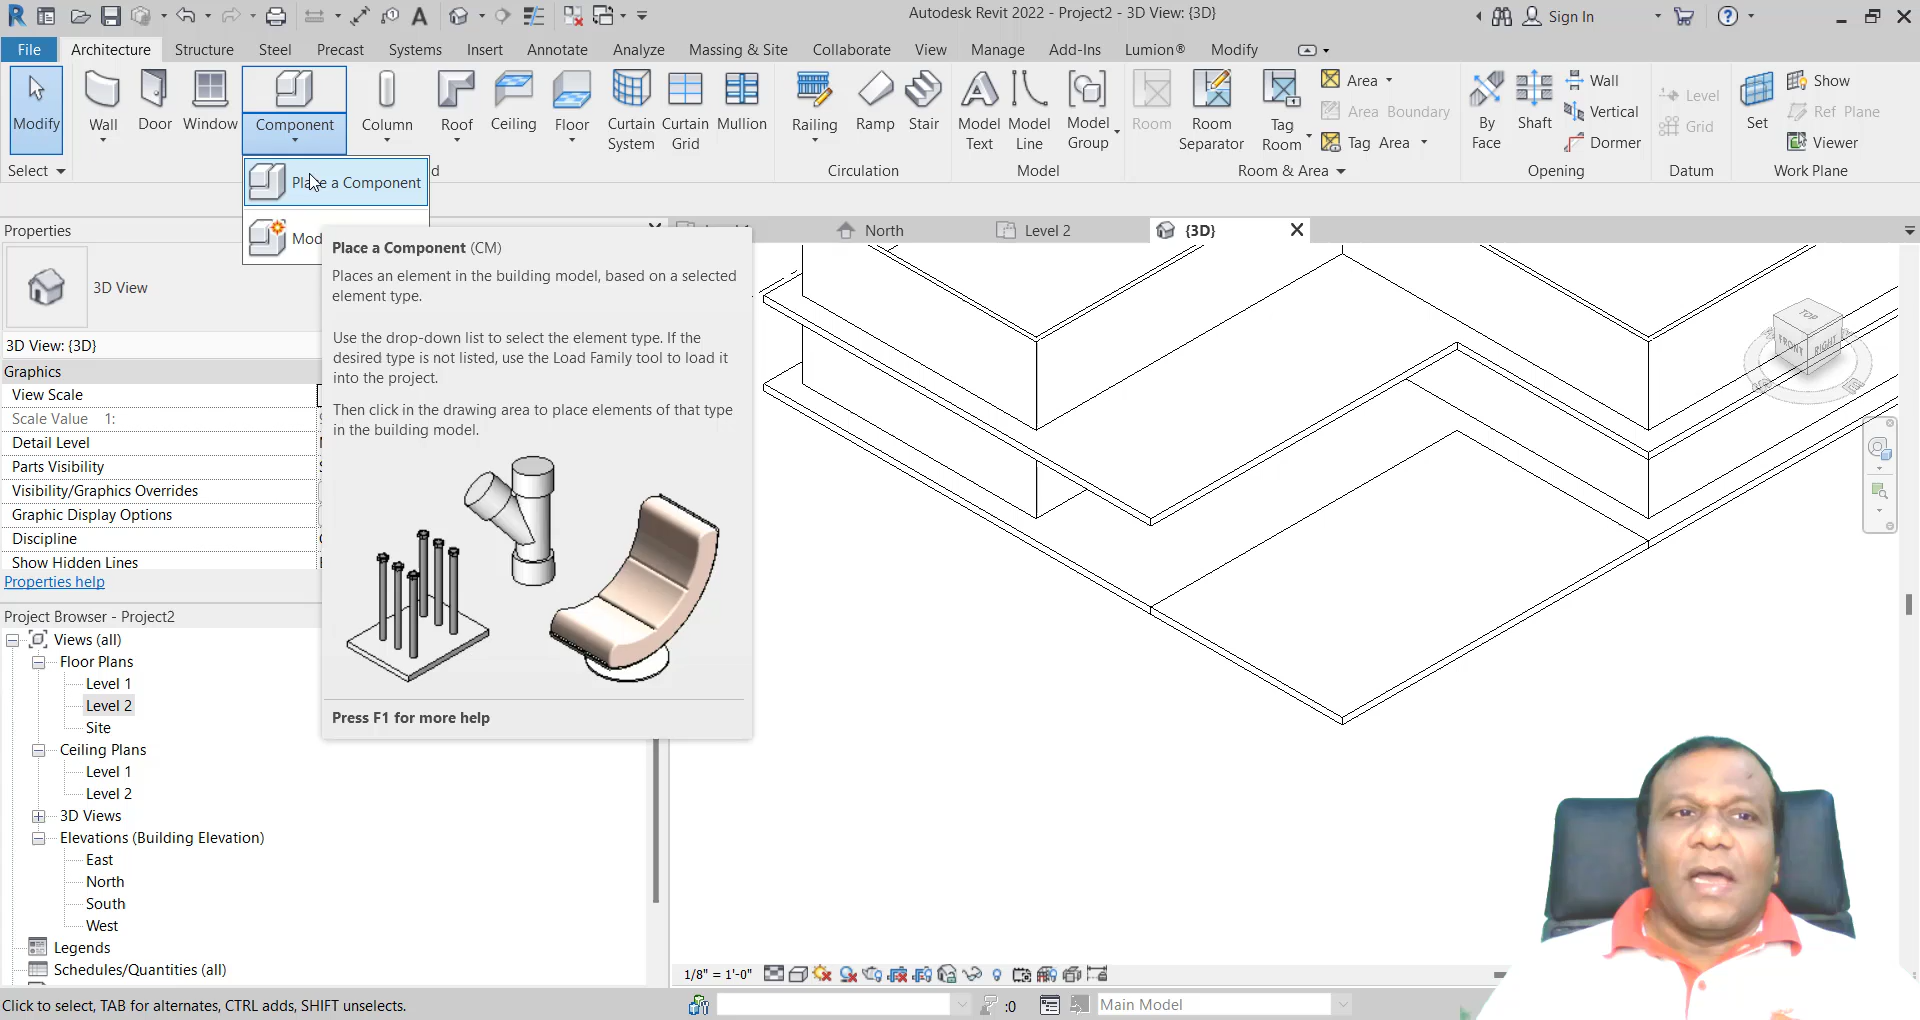 Autodesk Revit 2022 - Project2 - 3D View: {3D}
Sign In
File Architecture Structure Steel Precast Systems Insert Annotate Analyze Massing & Site Collaborate View Manage Add-Ins Lumion® Modify
Modify
Wall
Door
Window
Component
Column
Roof
Ceiling
Floor
Curtain
System
Curtain
Grid
Mullion
Railing
Ramp
Stair
Model
Text
Model
Line
Model
Group
Room
Room
Separator
Tag
Room
Area
Area Boundary
Tag Area
By
Face
Shaft
Wall
Vertical
Dormer
Level
Grid
Set
Show
Ref Plane
Viewer
Select
Circulation
Model
Room & Area
Opening
Datum
Work Plane
Place a Component
North
Level 2
{3D}
Place a Component (CM)
Places an element in the building model, based on a selected
element type.
Use the drop-down list to select the element type. If the
desired type is not listed, use the Load Family tool to load it
into the project.
Then click in the drawing area to place elements of that type
in the building model.
Press F1 for more help
Properties
3D View
3D View: {3D}
Graphics
View Scale
Scale Value 1:
Detail Level
Parts Visibility
Visibility/Graphics Overrides
Graphic Display Options
Discipline
Show Hidden Lines
Properties help
Project Browser - Project2
Views (all)
Floor Plans
Level 1
Level 2
Site
Ceiling Plans
Level 1
Level 2
3D Views
Elevations (Building Elevation)
East
North
South
West
Legends
Schedules/Quantities (all)
TOP
FRONT
RIGHT
1/8" = 1'-0"
Click to select, TAB for alternates, CTRL adds, SHIFT unselects.
:0
Main Model